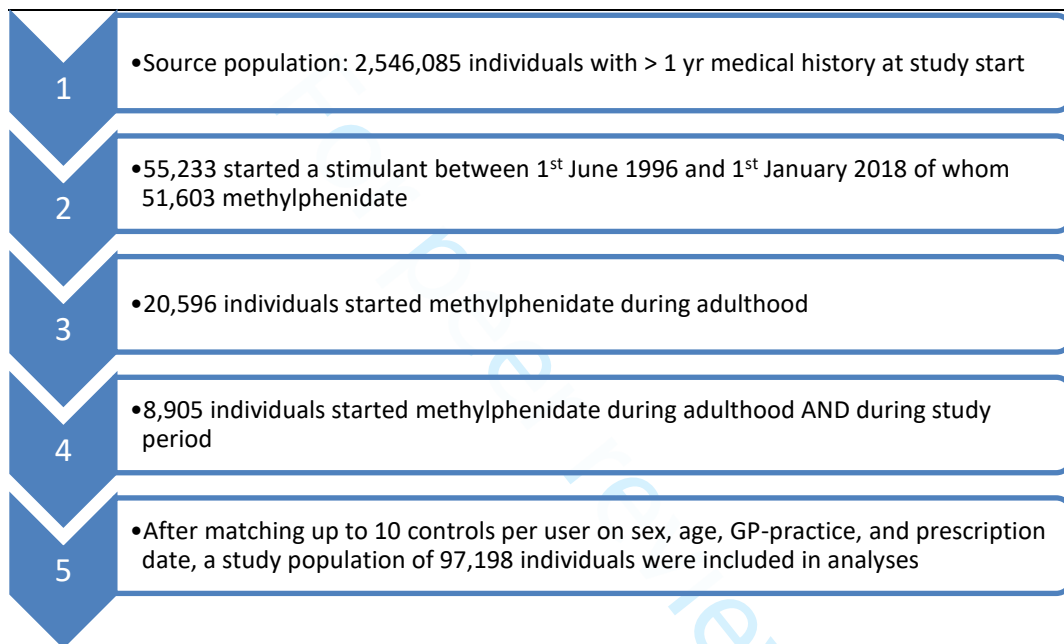 1
•Source population: 2,546,085 individuals with > 1 yr medical history at study start
2
•55,233 started a stimulant between 1st June 1996 and 1st January 2018 of whom
51,603 methylphenidate
3
•20,596 individuals started methylphenidate during adulthood
4
•8,905 individuals started methylphenidate during adulthood AND during study
period
5
•After matching up to 10 controls per user on sex, age, GP-practice, and prescription
date, a study population of 97,198 individuals were included in analyses
For peer review